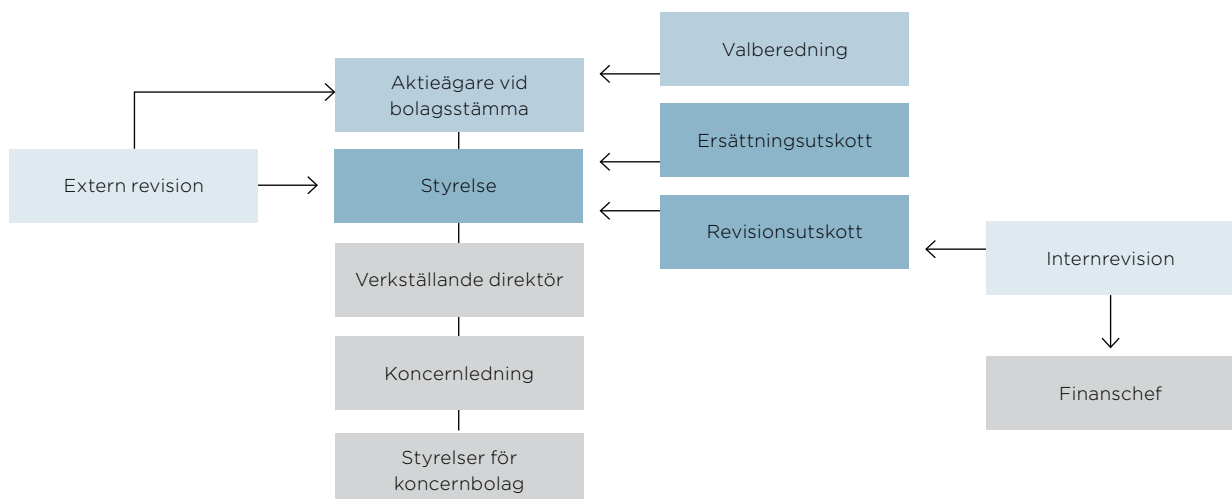 Valberedning
Aktieägare vid
bolagsstämma
Ersättningsutskott
Extern revision
Styrelse
Revisionsutskott
Internrevision
Verkställande direktör
Koncernledning
Finanschef
Styrelser för
koncernbolag